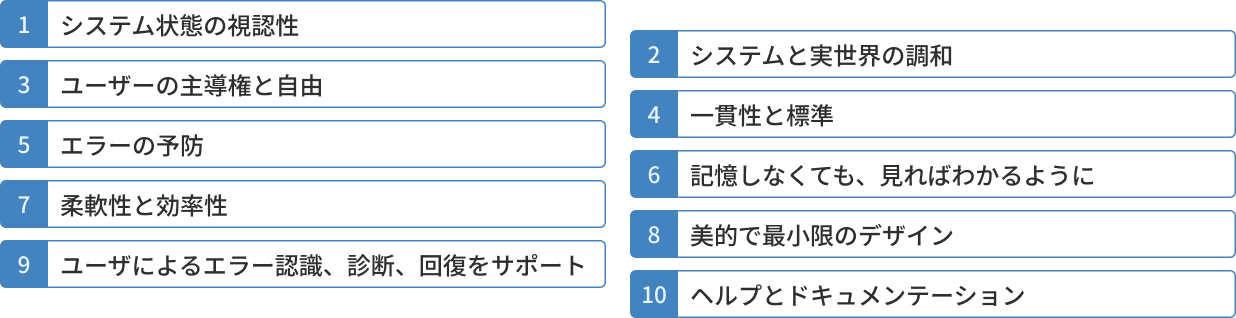 1 システム状態の視認性
2 システムと実世界の調和
3 ユーザーの主導権と自由
4 一貫性と標準
5 エラーの予防
6 記憶しなくても、見ればわかるように
7 柔軟性と効率性
8 美的で最小限のデザイン
9 ユーザによるエラー認識、診断、回復をサポート
10 ヘルプとドキュメンテーション